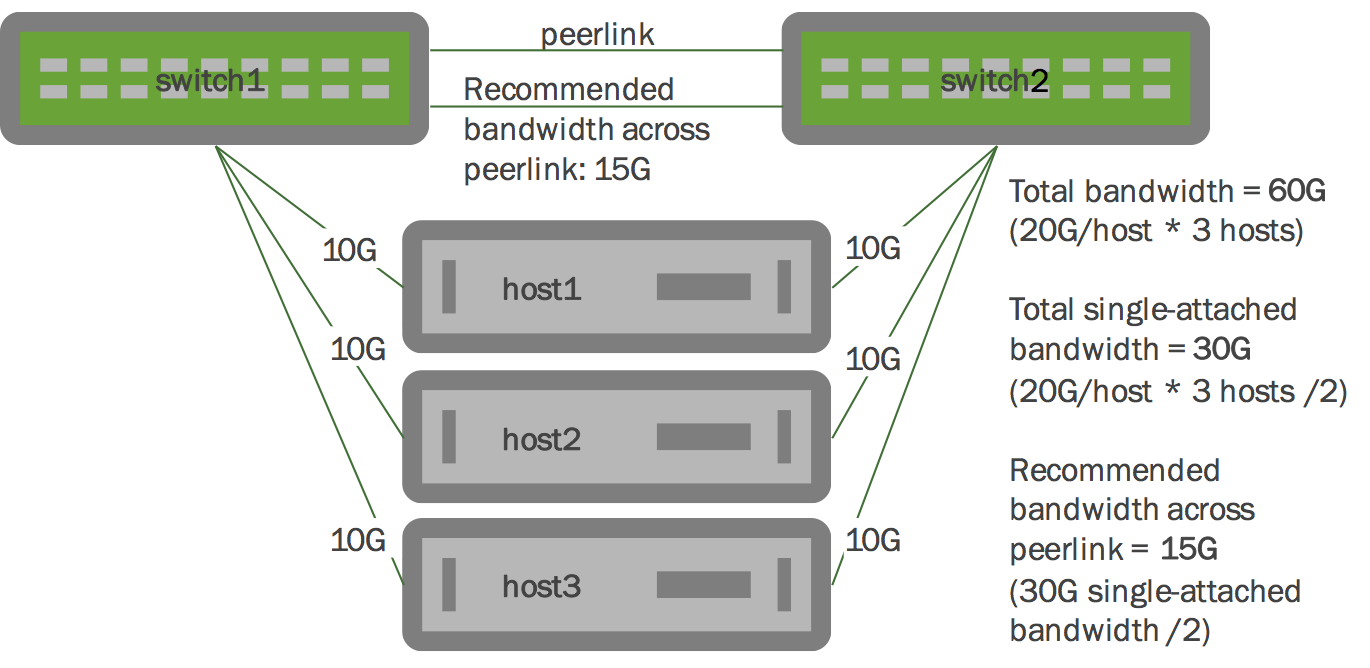 peerlink
switch1
switch2
Recommended
bandwidth across
peerlink: 15G
Total bandwidth = 60G
(20G/host * 3 hosts)
10G
10G
host1
Total single-attached
bandwidth = 30G
(20G/host * 3 hosts /2)
10G
10G
host2
Recommended
bandwidth across
peerlink = 15G
(30G single-attached
bandwidth /2)
10G
10G
host3